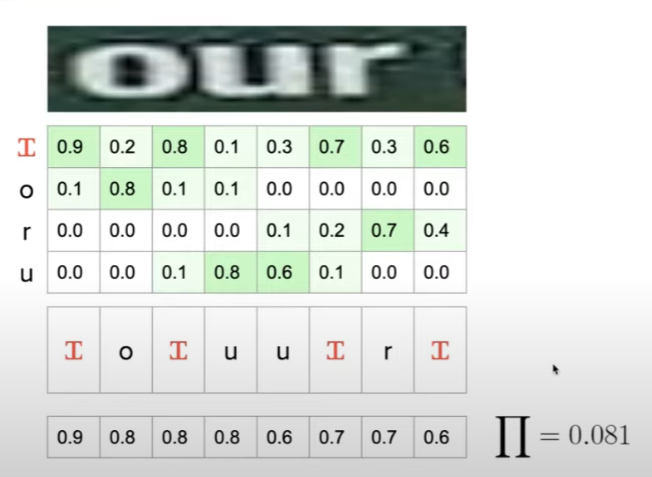 our
⌶ 0.9 0.2 0.8 0.1 0.3 0.7 0.3 0.6
o 0.1 0.8 0.1 0.1 0.0 0.0 0.0 0.0
r 0.0 0.0 0.0 0.0 0.1 0.2 0.7 0.4
u 0.0 0.0 0.1 0.8 0.6 0.1 0.0 0.0
⌶ o ⌶ u u ⌶ r ⌶
0.9 0.8 0.8 0.8 0.6 0.7 0.7 0.6 ∏ = 0.081